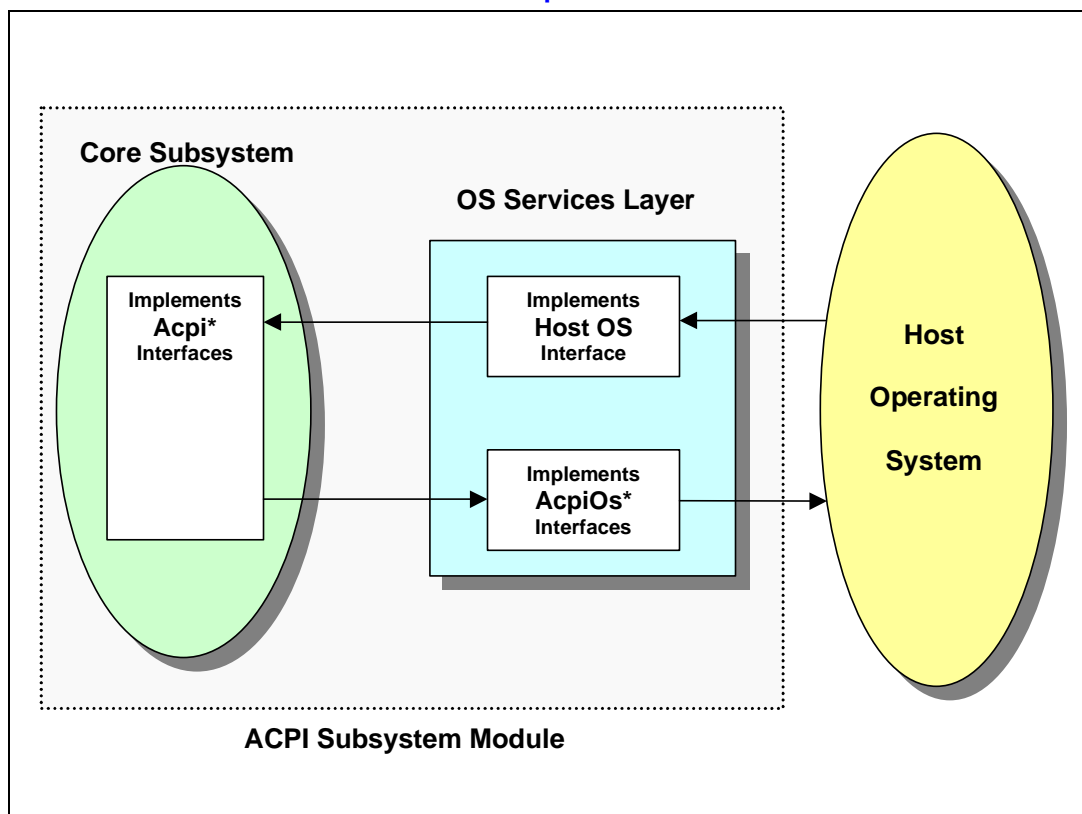 Core Subsystem
OS Services Layer
Implements
Acpi*
Interfaces
Implements
Host OS
Interface
Implements
AcpiOs*
Interfaces
Host
Operating
System
ACPI Subsystem Module